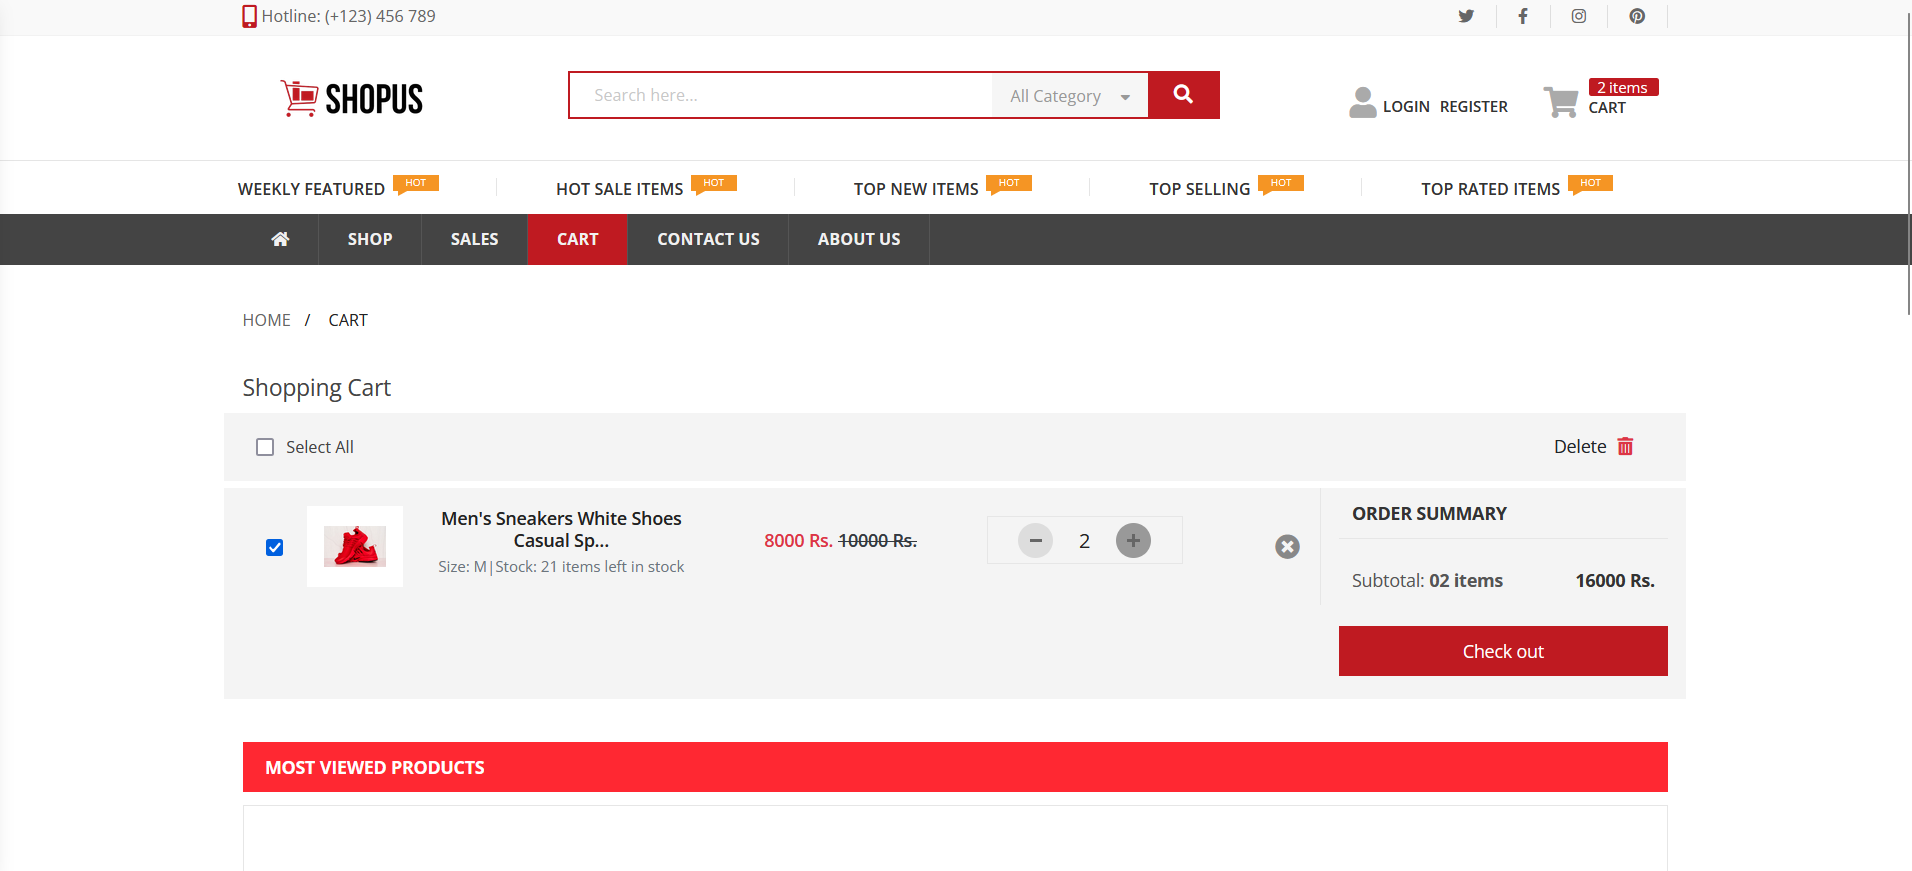 Hotline: (+123) 456 789
SHOPUS
Search here...
All Category
LOGIN REGISTER
2 items
CART
WEEKLY FEATURED HOT
HOT SALE ITEMS HOT
TOP NEW ITEMS HOT
TOP SELLING HOT
TOP RATED ITEMS HOT
SHOP
SALES
CART
CONTACT US
ABOUT US
HOME / CART
Shopping Cart
Select All
Delete
Men's Sneakers White Shoes
Casual Sp...
Size: M|Stock: 21 items left in stock
8000 Rs. 10000 Rs.
2
ORDER SUMMARY
Subtotal: 02 items 16000 Rs.
Check out
MOST VIEWED PRODUCTS